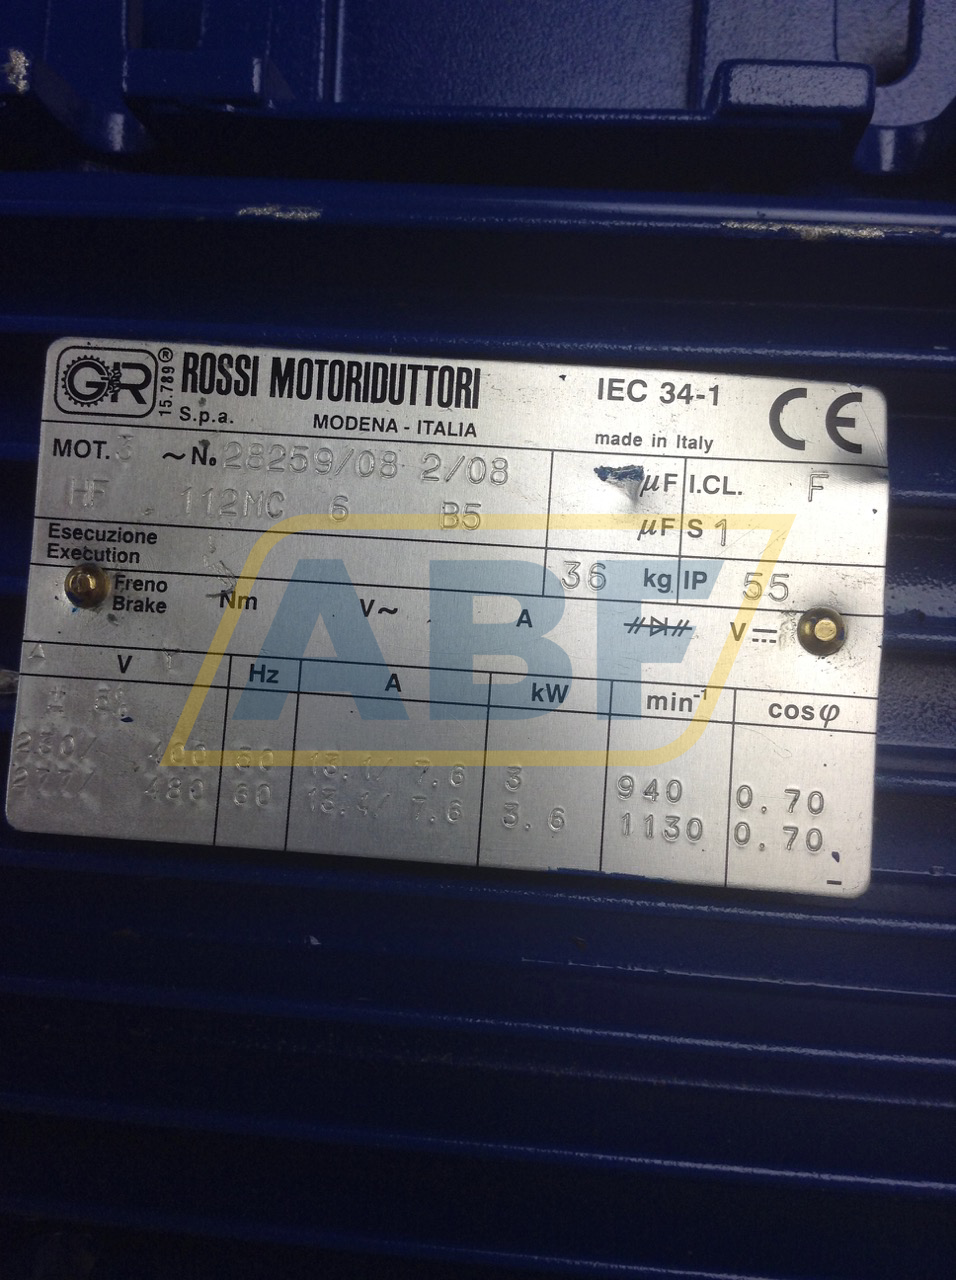 GR ® ROSSI MOTORIDUTTORI IEC 34-1 CE
15.789 S.p.a. MODENA - ITALIA made in Italy
MOT. 3 ~ No. 28259/08 2/08 µF I.CL. F
HF 112MC 6 B5 µF S 1
Esecuzione
Execution 36 kg IP 55
Freno
Brake Nm V~ A V
V Y Hz A kW min-1 cosφ
230/ 400 13.1/ 7.6 3 940 0.70
277/ 480 60 13.1/ 7.6 3.6 1130 0.70
ABF